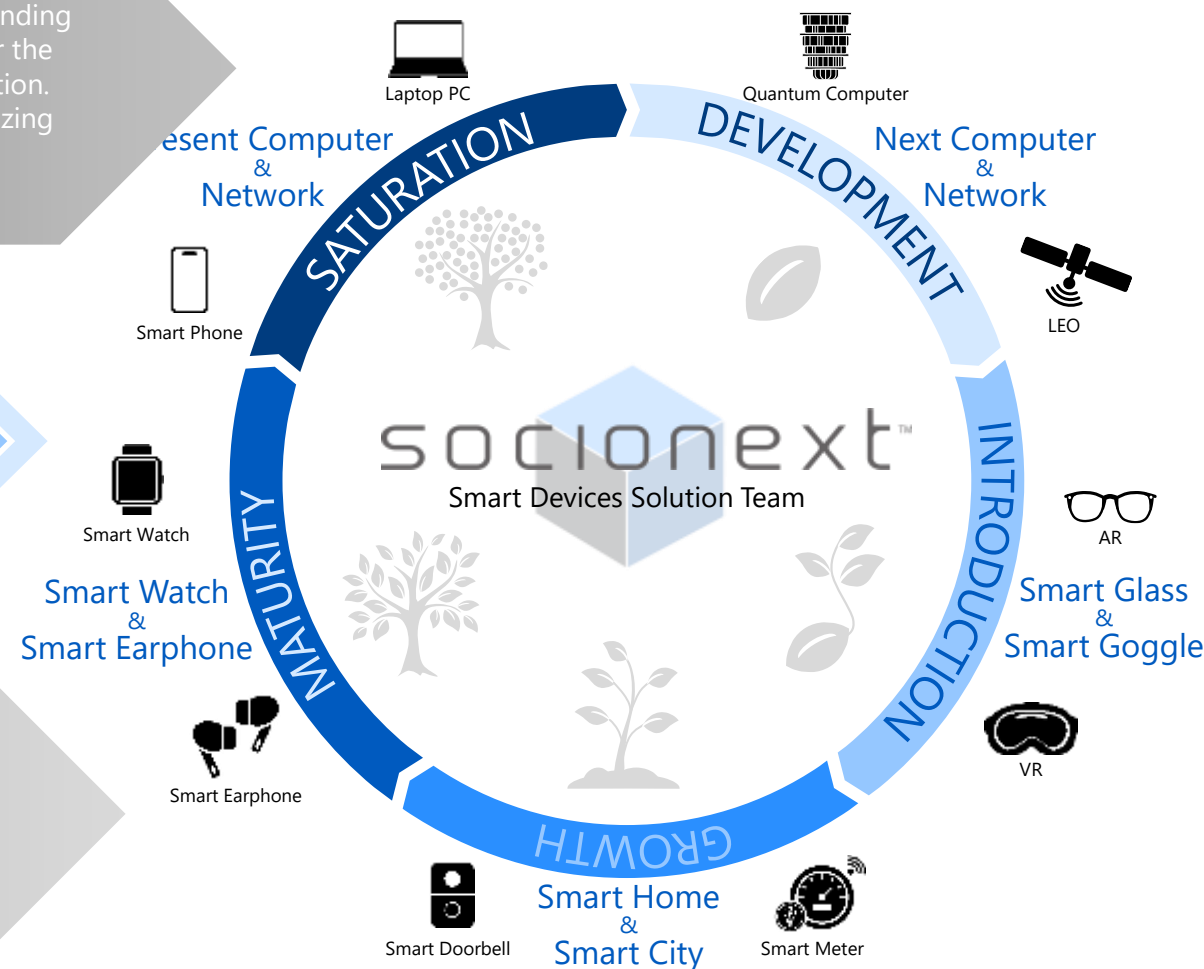 nding
r the
tion.
zing
Laptop PC
Quantum Computer
esent Computer
&
Network
SATURATION
DEVELOPMENT
Next Computer
&
Network
Smart Phone
LEO
socionext™
Smart Devices Solution Team
Smart Watch
Smart Watch
&
Smart Earphone
MATURITY
INTRODUCTION
AR
Smart Glass
&
Smart Goggle
VR
Smart Earphone
GROWTH
Smart Doorbell
Smart Home
&
Smart City
Smart Meter